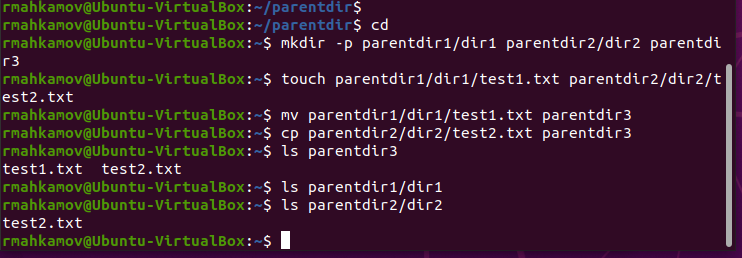 rmahkamov@Ubuntu-VirtualBox:~/parentdir$
rmahkamov@Ubuntu-VirtualBox:~/parentdir$ cd
rmahkamov@Ubuntu-VirtualBox:~$ mkdir -p parentdir1/dir1 parentdir2/dir2 parentdi
r3
rmahkamov@Ubuntu-VirtualBox:~$ touch parentdir1/dir1/test1.txt parentdir2/dir2/t
est2.txt
rmahkamov@Ubuntu-VirtualBox:~$ mv parentdir1/dir1/test1.txt parentdir3
rmahkamov@Ubuntu-VirtualBox:~$ cp parentdir2/dir2/test2.txt parentdir3
rmahkamov@Ubuntu-VirtualBox:~$ ls parentdir3
test1.txt  test2.txt
rmahkamov@Ubuntu-VirtualBox:~$ ls parentdir1/dir1
rmahkamov@Ubuntu-VirtualBox:~$ ls parentdir2/dir2
test2.txt
rmahkamov@Ubuntu-VirtualBox:~$